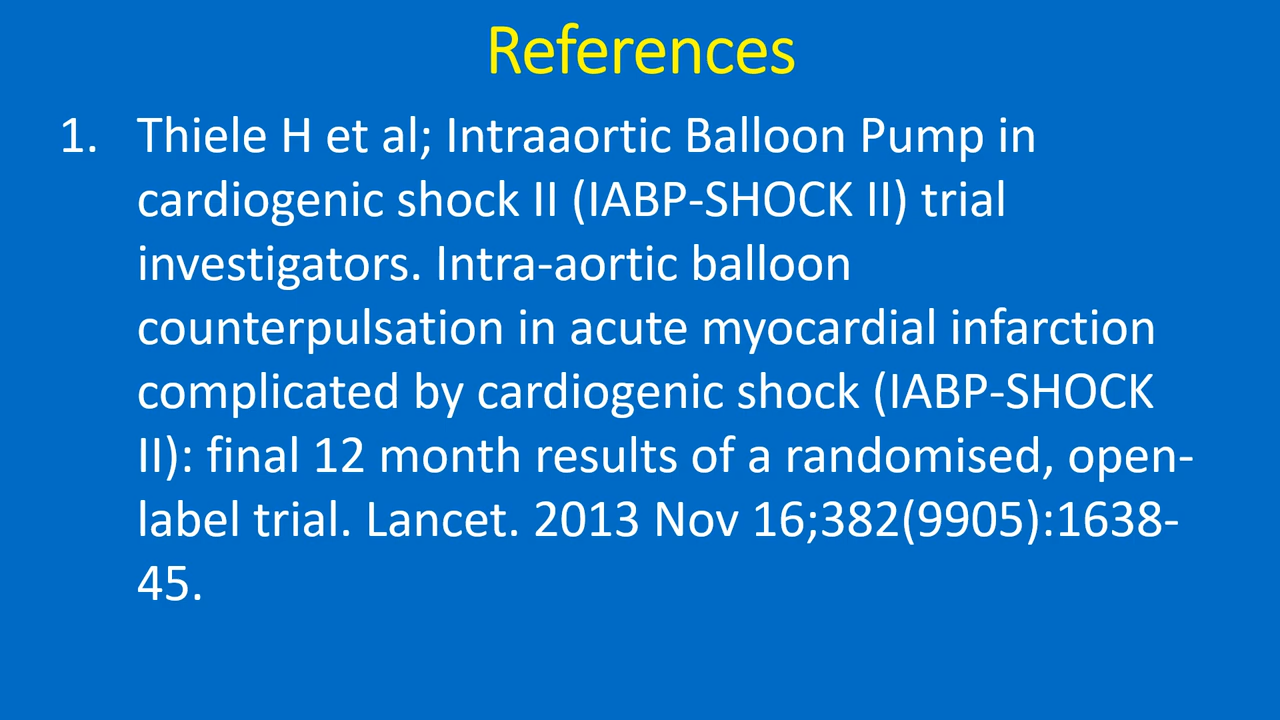 References
1. Thiele H et al; Intraaortic Balloon Pump in
cardiogenic shock II (IABP-SHOCK II) trial
investigators. Intra-aortic balloon
counterpulsation in acute myocardial infarction
complicated by cardiogenic shock (IABP-SHOCK
II): final 12 month results of a randomised, open-
label trial. Lancet. 2013 Nov 16;382(9905):1638-
45.